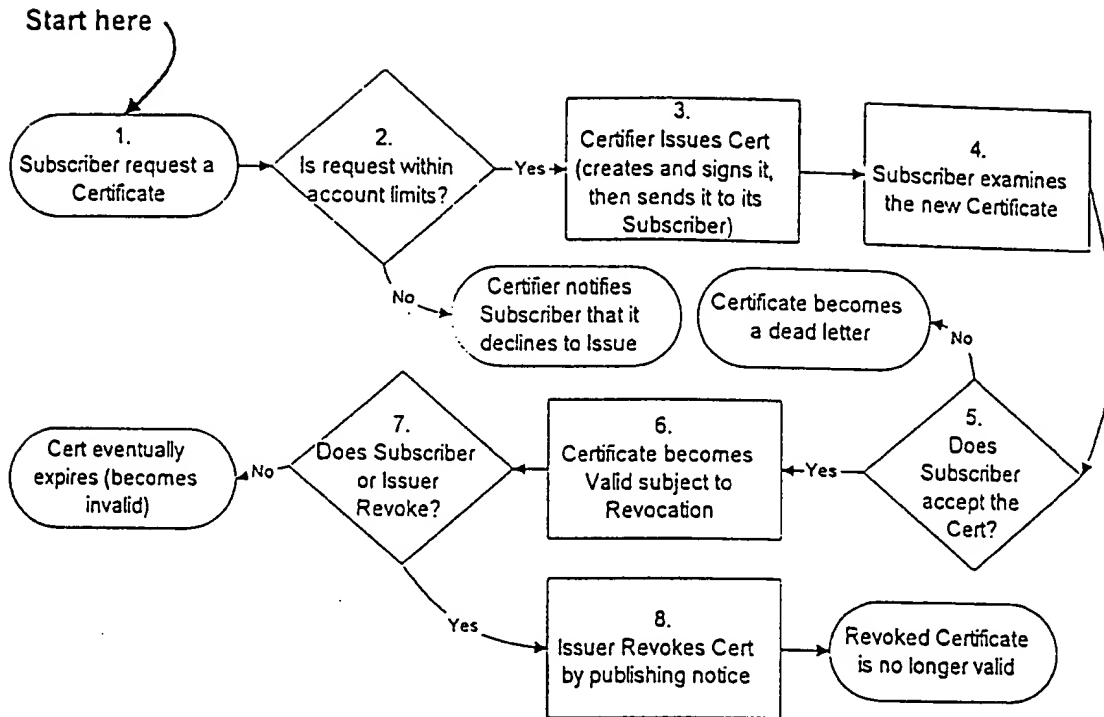 Start here
1.
Subscriber request a
Certificate
2.
Is request within
account limits?
Yes
3.
Certifier Issues Cert
(creates and signs it,
then sends it to its
Subscriber)
4.
Subscriber examines
the new Certificate
No
Certifier notifies
Subscriber that it
declines to Issue
Certificate becomes
a dead letter
No
5.
Does
Subscriber
accept the
Cert?
Yes
6.
Certificate becomes
Valid subject to
Revocation
7.
Does Subscriber
or Issuer
Revoke?
No
Cert eventually
expires (becomes
invalid)
Yes
8.
Issuer Revokes Cert
by publishing notice
Revoked Certificate
is no longer valid